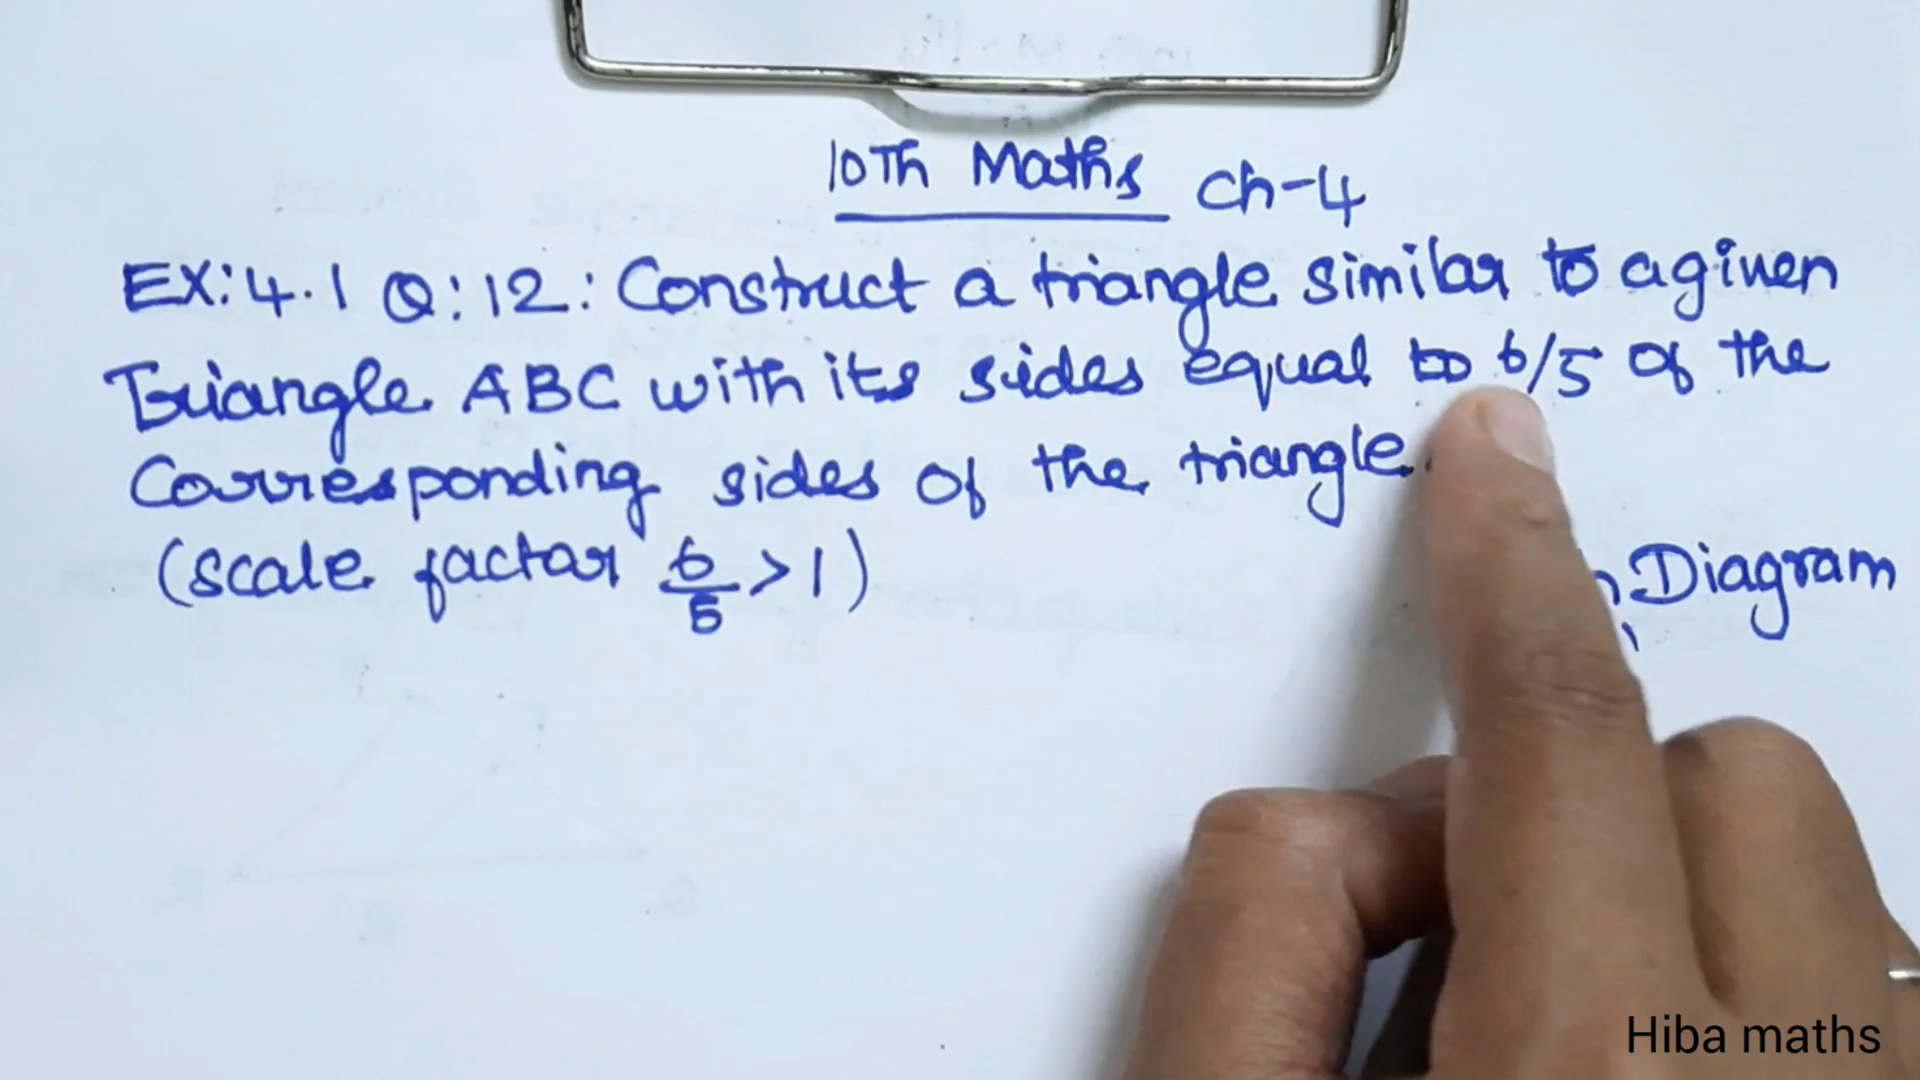 10Th Maths Ch-4
EX: 4.1 Q: 12: Construct a triangle similar to a given
Triangle ABC with its sides equal to 6/5 of the
Corresponding sides of the triangle.
(scale factor 6/5 > 1)
Diagram
Hiba maths